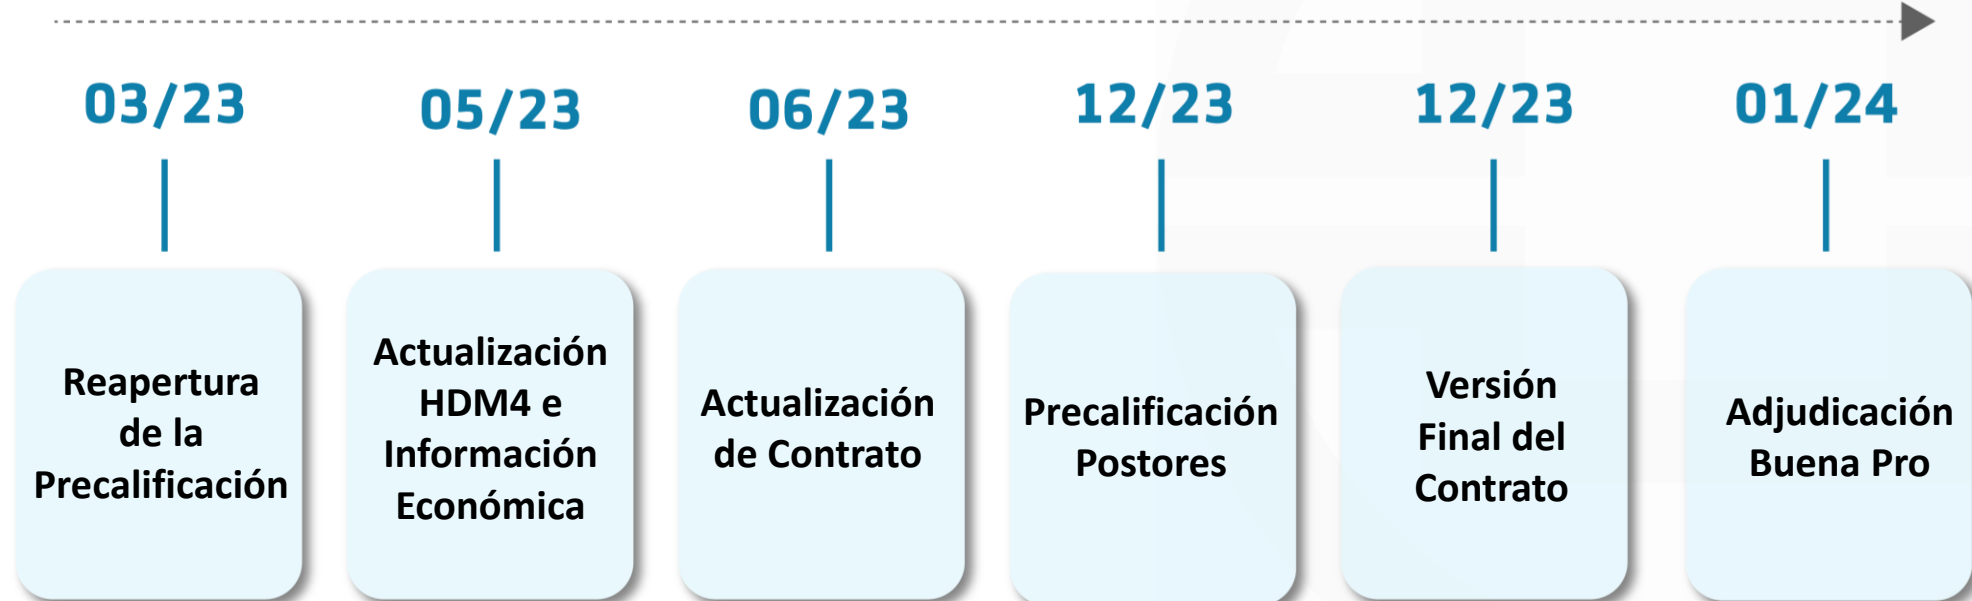 03/23
05/23
06/23
12/23
12/23
01/24
Reapertura
de la
Precalificación
Actualización
HDM4 e
Información
Económica
Actualización
de Contrato
Precalificación
Postores
Versión
Final del
Contrato
Adjudicación
Buena Pro